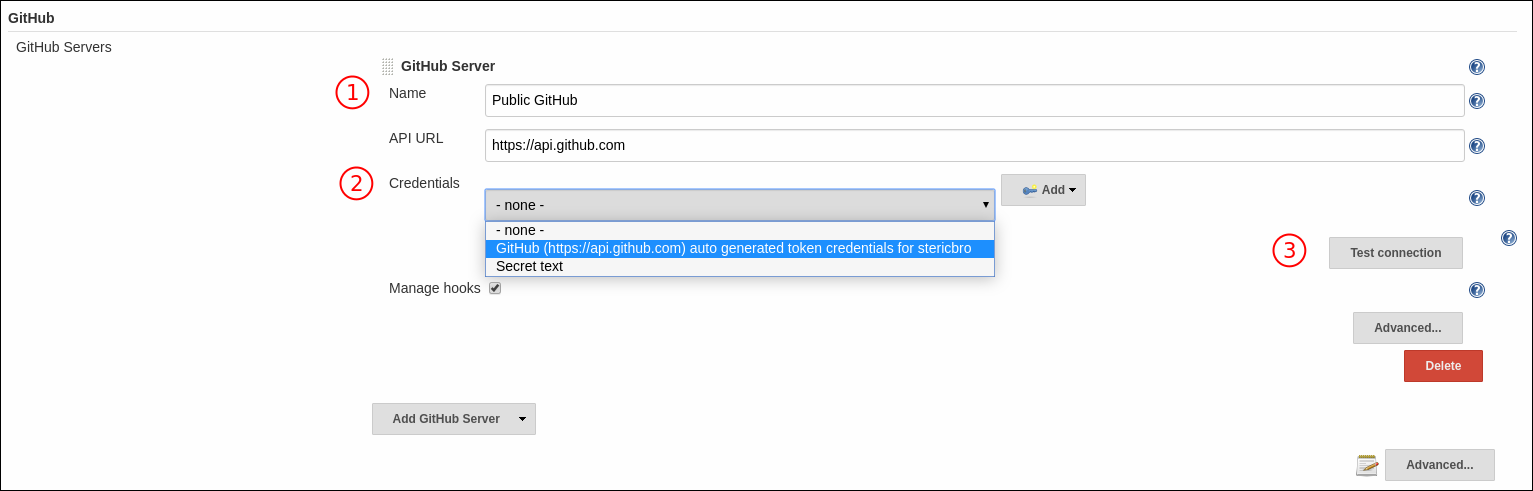 GitHub
GitHub Servers
GitHub Server
?
1
Name
Public GitHub
?
API URL
https://api.github.com
?
2
Credentials
- none -
Add
?
- none -
GitHub (https://api.github.com) auto generated token credentials for stericbro
Secret text
3
Test connection
?
Manage hooks
?
Advanced...
Delete
Add GitHub Server
Advanced...